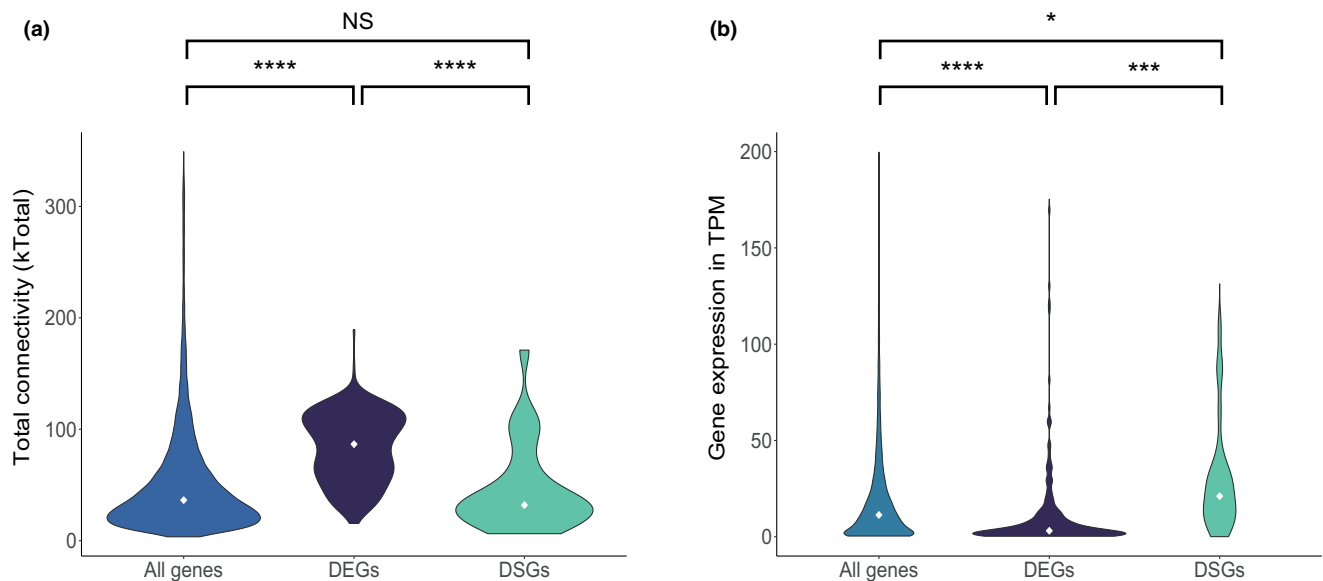 (a)
NS
****
****
Total connectivity (kTotal)
300
200
100
0
All genes
DEGs
DSGs
(b)
*
****
***
Gene expression in TPM
200
150
100
50
0
All genes
DEGs
DSGs